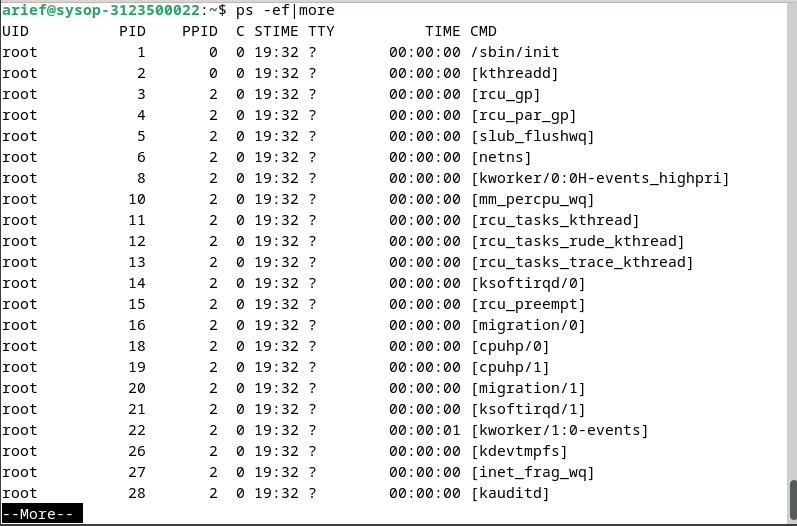 arief@sysop-3123500022:~$ ps -ef|more
UID          PID    PPID  C STIME TTY          TIME CMD
root           1       0  0 19:32 ?        00:00:00 /sbin/init
root           2       0  0 19:32 ?        00:00:00 [kthreadd]
root           3       2  0 19:32 ?        00:00:00 [rcu_gp]
root           4       2  0 19:32 ?        00:00:00 [rcu_par_gp]
root           5       2  0 19:32 ?        00:00:00 [slub_flushwq]
root           6       2  0 19:32 ?        00:00:00 [netns]
root           8       2  0 19:32 ?        00:00:00 [kworker/0:0H-events_highpri]
root          10       2  0 19:32 ?        00:00:00 [mm_percpu_wq]
root          11       2  0 19:32 ?        00:00:00 [rcu_tasks_kthread]
root          12       2  0 19:32 ?        00:00:00 [rcu_tasks_rude_kthread]
root          13       2  0 19:32 ?        00:00:00 [rcu_tasks_trace_kthread]
root          14       2  0 19:32 ?        00:00:00 [ksoftirqd/0]
root          15       2  0 19:32 ?        00:00:00 [rcu_preempt]
root          16       2  0 19:32 ?        00:00:00 [migration/0]
root          18       2  0 19:32 ?        00:00:00 [cpuhp/0]
root          19       2  0 19:32 ?        00:00:00 [cpuhp/1]
root          20       2  0 19:32 ?        00:00:00 [migration/1]
root          21       2  0 19:32 ?        00:00:00 [ksoftirqd/1]
root          22       2  0 19:32 ?        00:00:01 [kworker/1:0-events]
root          26       2  0 19:32 ?        00:00:00 [kdevtmpfs]
root          27       2  0 19:32 ?        00:00:00 [inet_frag_wq]
root          28       2  0 19:32 ?        00:00:00 [kauditd]
--More--